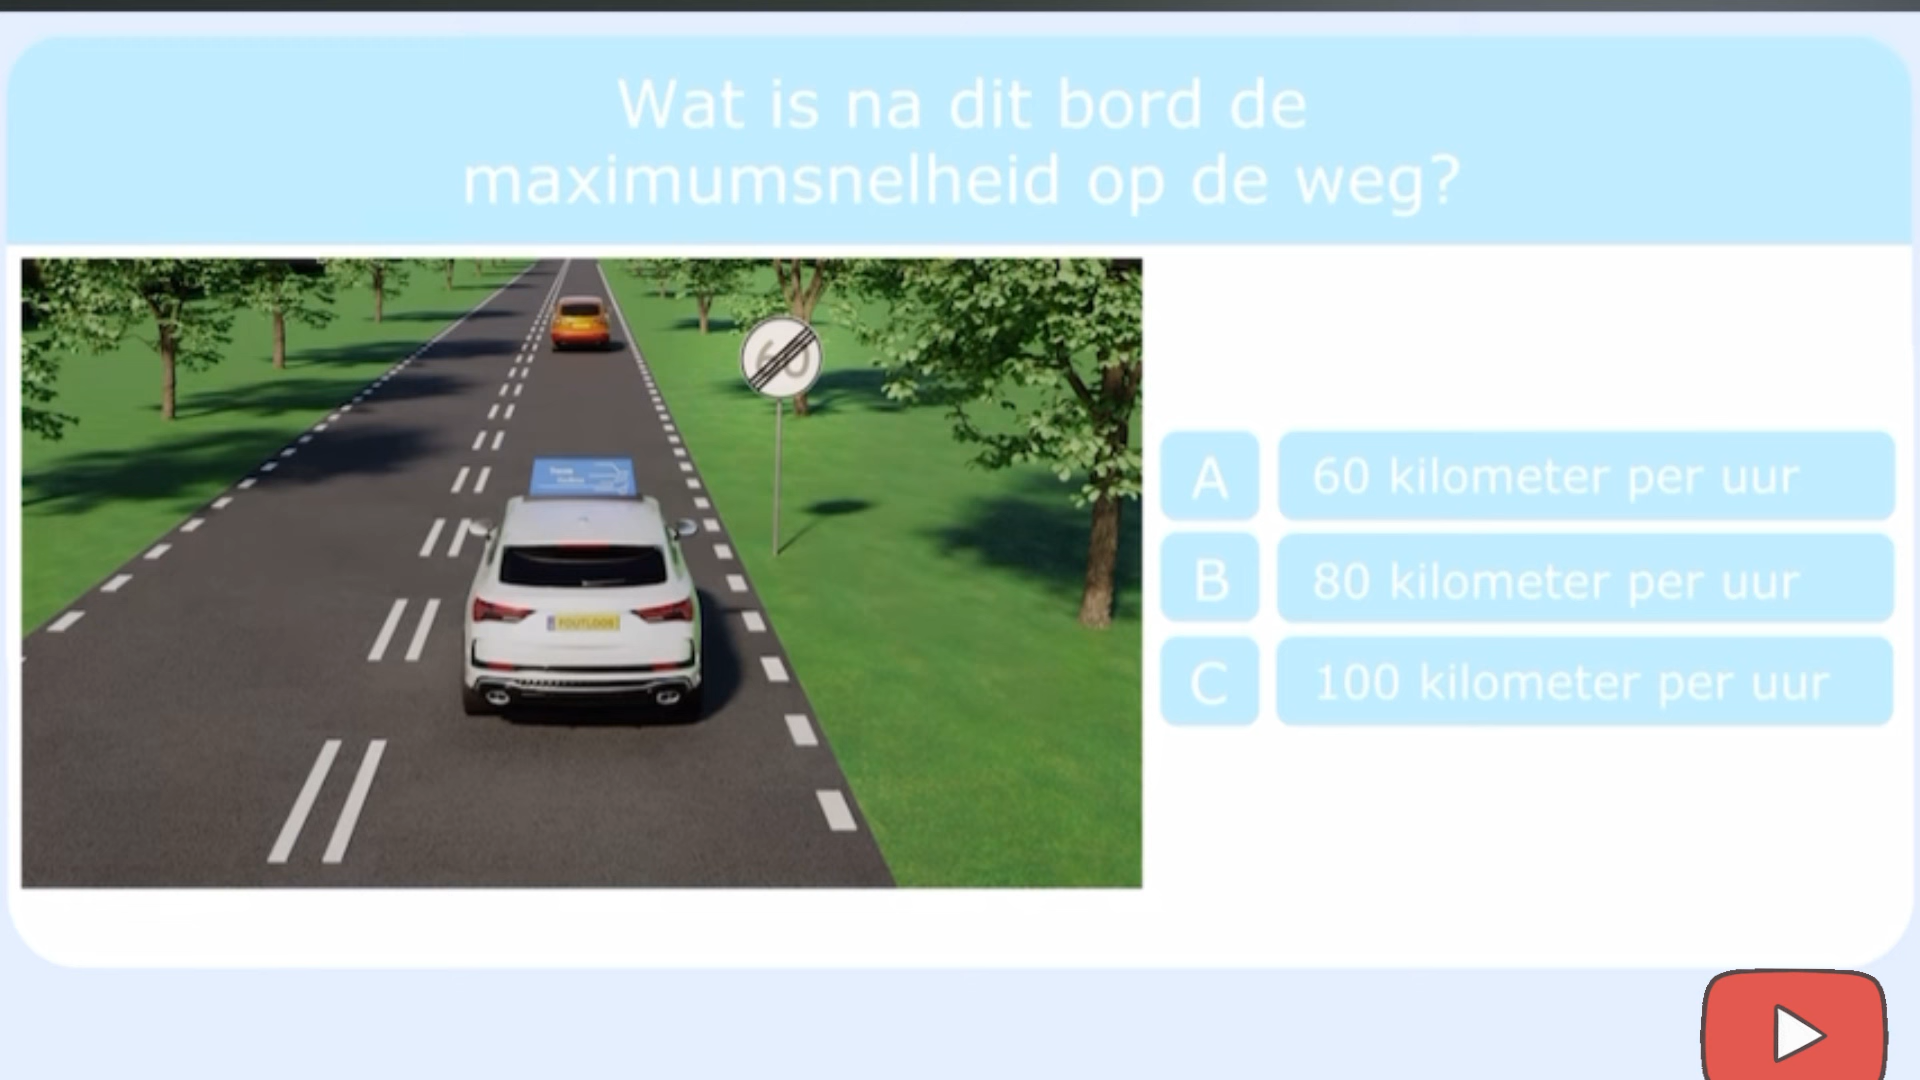 Wat is na dit bord de
maximumsnelheid op de weg?
60
FOUTLOOS
A
60 kilometer per uur
B
80 kilometer per uur
C
100 kilometer per uur